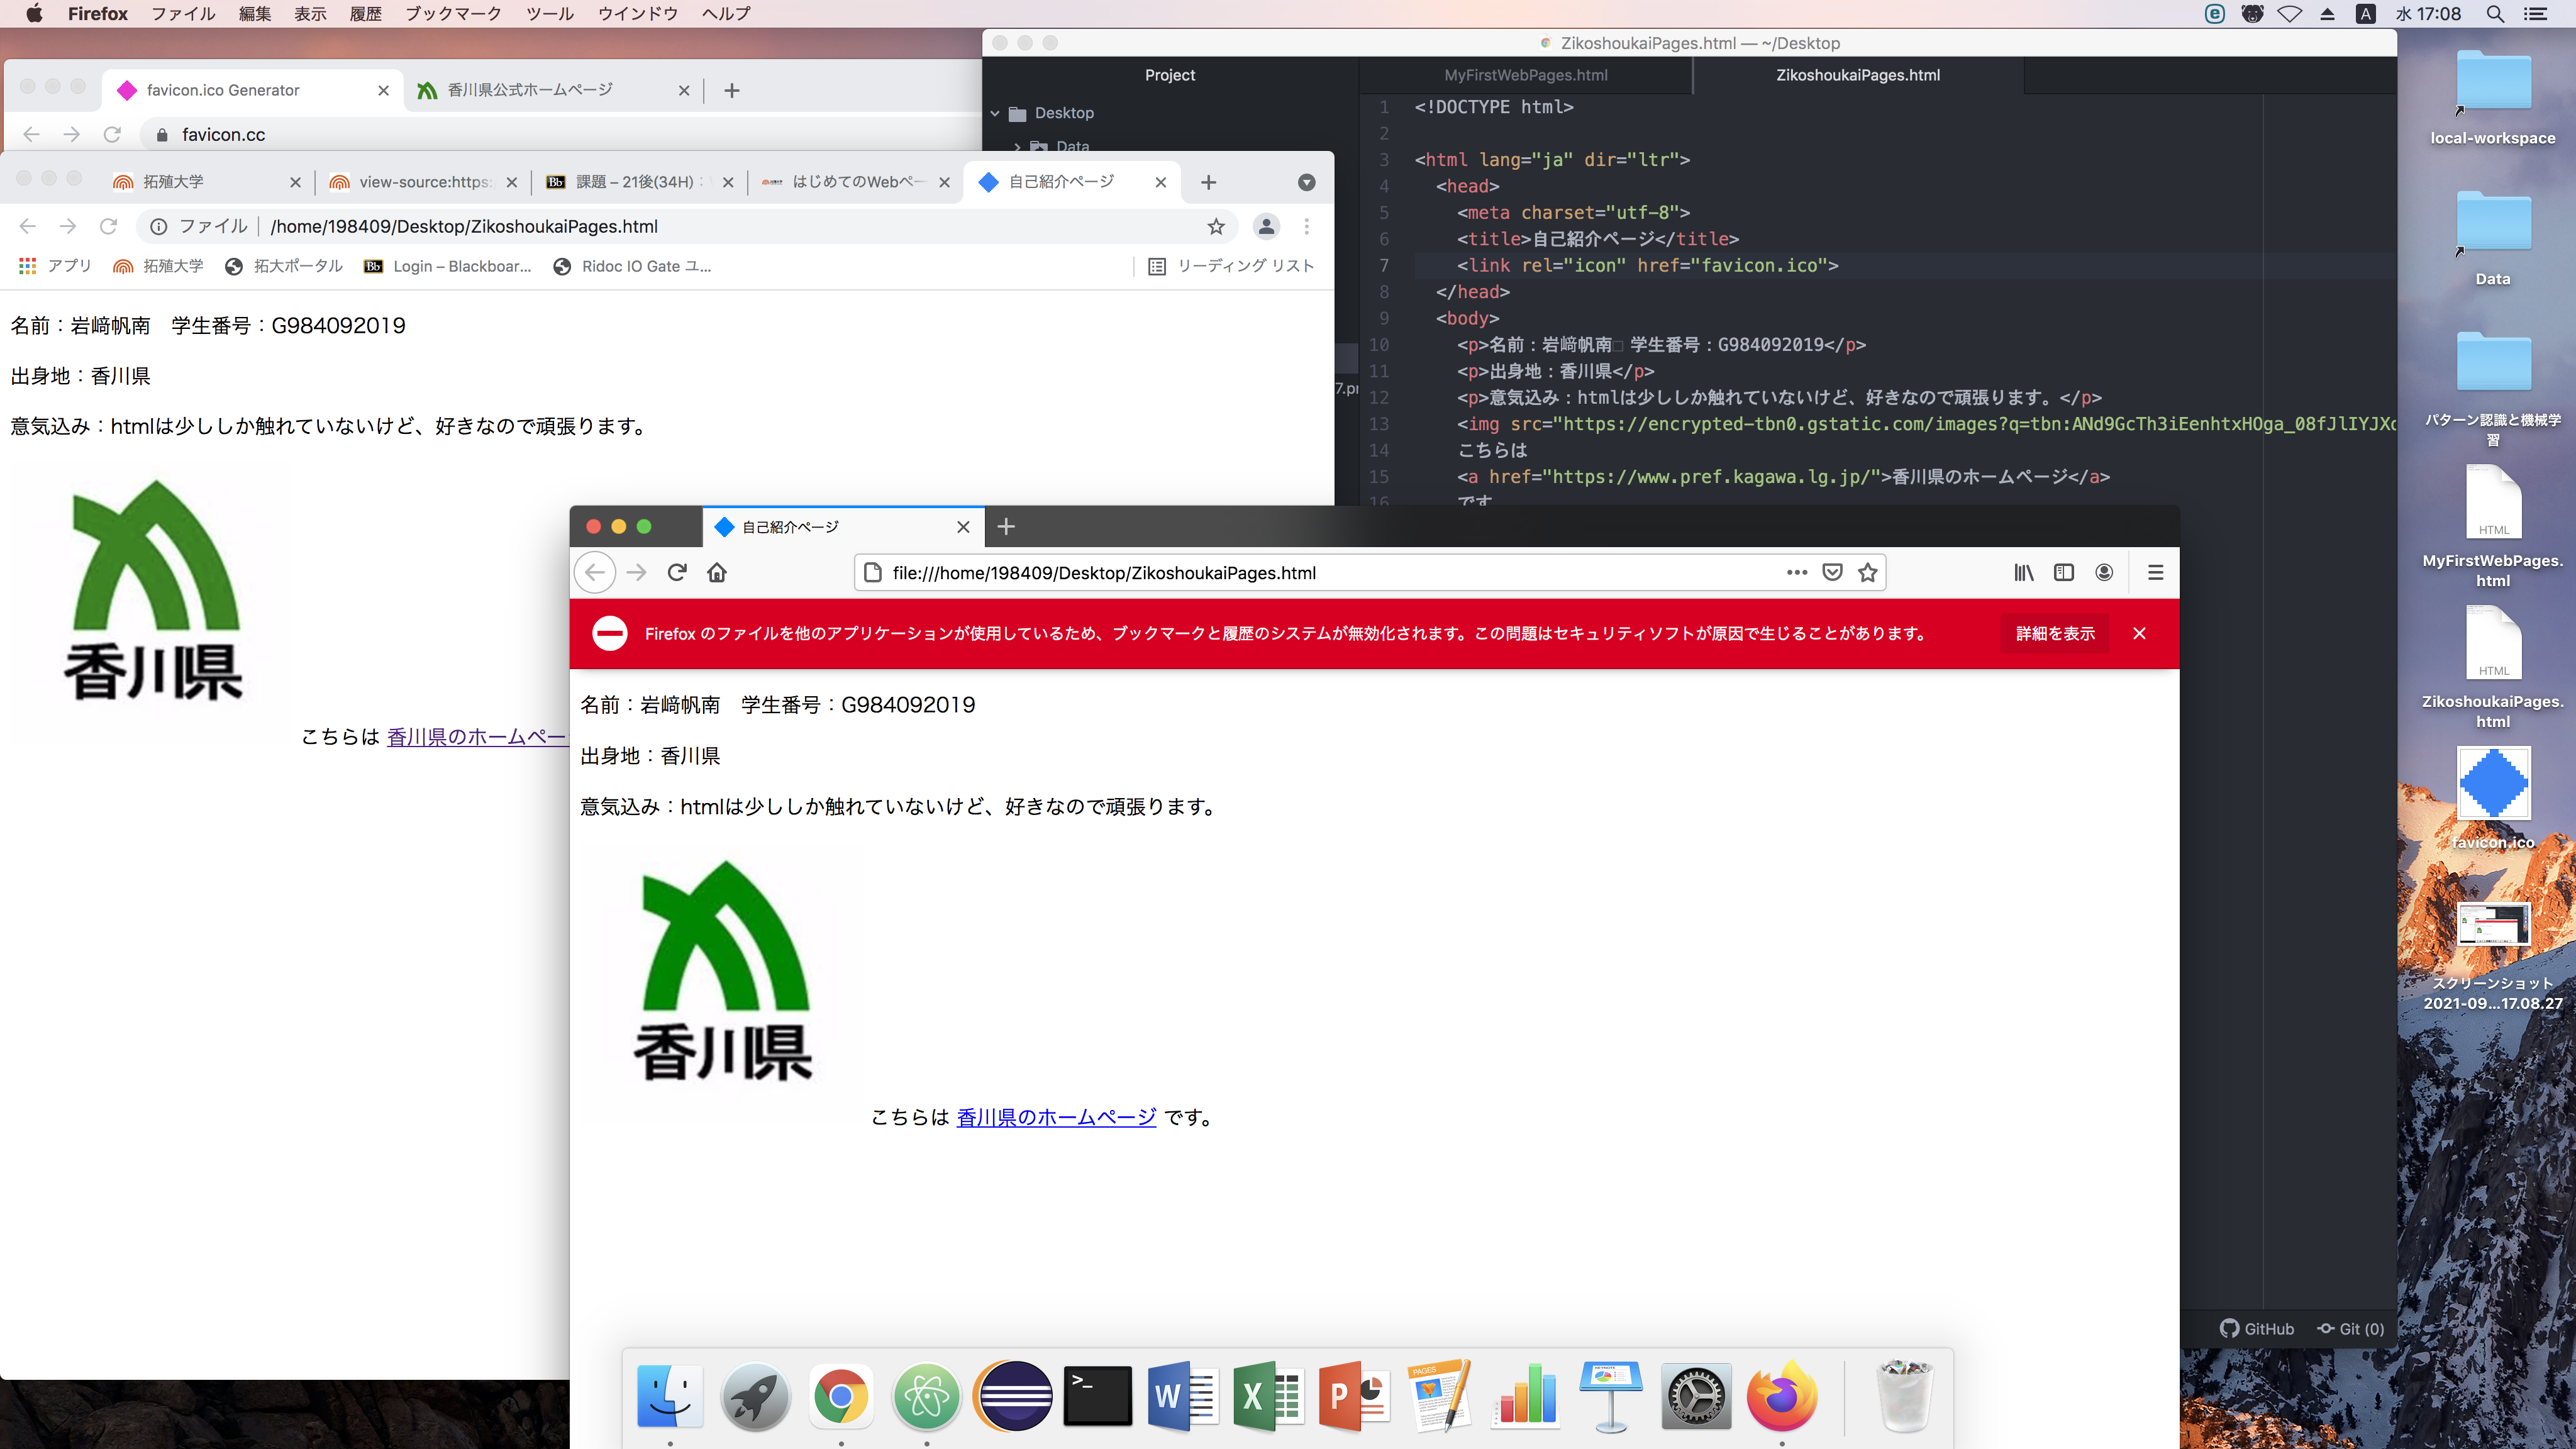 Firefox ファイル 編集 表示 履歴 ブックマーク ツール ウインドウ ヘルプ
A 水 17:08
favicon.ico Generator
香川県公式ホームページ
favicon.cc
ZikoshoukaiPages.html — ~/Desktop
Project
MyFirstWebPages.html
ZikoshoukaiPages.html
Desktop
Data
拓殖大学
view-source:https:
課題 – 21後(34H)：
はじめてのWebペー
自己紹介ページ
ファイル /home/198409/Desktop/ZikoshoukaiPages.html
アプリ 拓殖大学 拓大ポータル Login – Blackboar... Ridoc IO Gate ユ... リーディング リスト
名前：岩﨑帆南　学生番号：G984092019
出身地：香川県
意気込み：htmlは少ししか触れていないけど、好きなので頑張ります。
香川県
こちらは 香川県のホームペー
1 <!DOCTYPE html>
2
3 <html lang="ja" dir="ltr">
4 <head>
5 <meta charset="utf-8">
6 <title>自己紹介ページ</title>
7 <link rel="icon" href="favicon.ico">
8 </head>
9 <body>
10 <p>名前：岩﨑帆南□ 学生番号：G984092019</p>
11 <p>出身地：香川県</p>
12 <p>意気込み：htmlは少ししか触れていないけど、好きなので頑張ります。</p>
13 <img src="https://encrypted-tbn0.gstatic.com/images?q=tbn:ANd9GcTh3iEenhtxHOga_08fJlIYJX
14 こちらは
15 <a href="https://www.pref.kagawa.lg.jp/">香川県のホームページ</a>
16 です
7.pr
自己紹介ページ
file:///home/198409/Desktop/ZikoshoukaiPages.html
Firefox のファイルを他のアプリケーションが使用しているため、ブックマークと履歴のシステムが無効化されます。この問題はセキュリティソフトが原因で生じることがあります。
詳細を表示
名前：岩﨑帆南　学生番号：G984092019
出身地：香川県
意気込み：htmlは少ししか触れていないけど、好きなので頑張ります。
香川県
こちらは 香川県のホームページ です。
GitHub Git (0)
local-workspace
Data
パターン認識と機械学
習
HTML
MyFirstWebPages.
html
HTML
ZikoshoukaiPages.
html
favicon.ico
スクリーンショット
2021-09...17.08.27